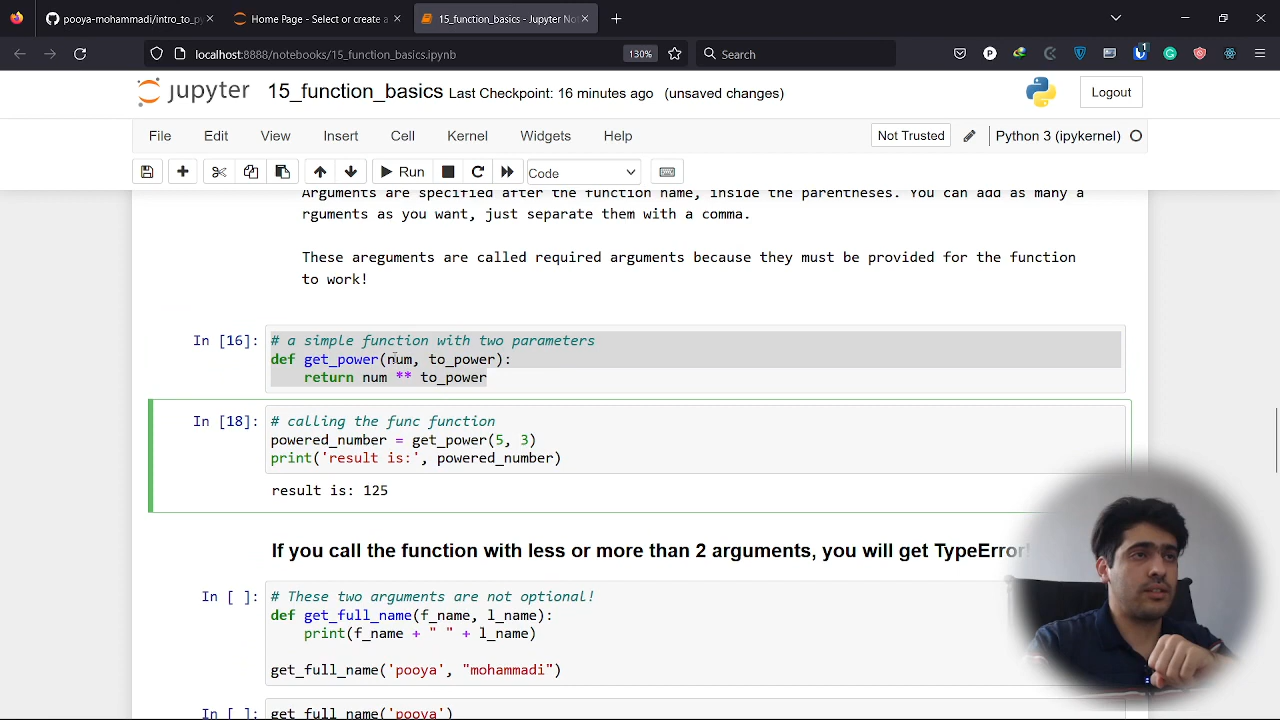 pooya-mohammadi/intro_to_p
Home Page - Select or create a
15_function_basics - Jupyter No
localhost:8888/notebooks/15_function_basics.ipynb
130%
Search
jupyter 15_function_basics Last Checkpoint: 16 minutes ago (unsaved changes)
Logout
File Edit View Insert Cell Kernel Widgets Help
Not Trusted
Python 3 (ipykernel)
Run
Code
Arguments are specified after the function name, inside the parentheses. You can add as many a
rguments as you want, just separate them with a comma.
These areguments are called required arguments because they must be provided for the function
to work!
In [16]: # a simple function with two parameters
def get_power(num, to_power):
return num ** to_power
In [18]: # calling the func function
powered_number = get_power(5, 3)
print('result is:', powered_number)
result is: 125
If you call the function with less or more than 2 arguments, you will get TypeError!
In [ ]: # These two arguments are not optional!
def get_full_name(f_name, l_name):
print(f_name + " " + l_name)
get_full_name('pooya', "mohammadi")
In [ ]: get_full_name('pooya')